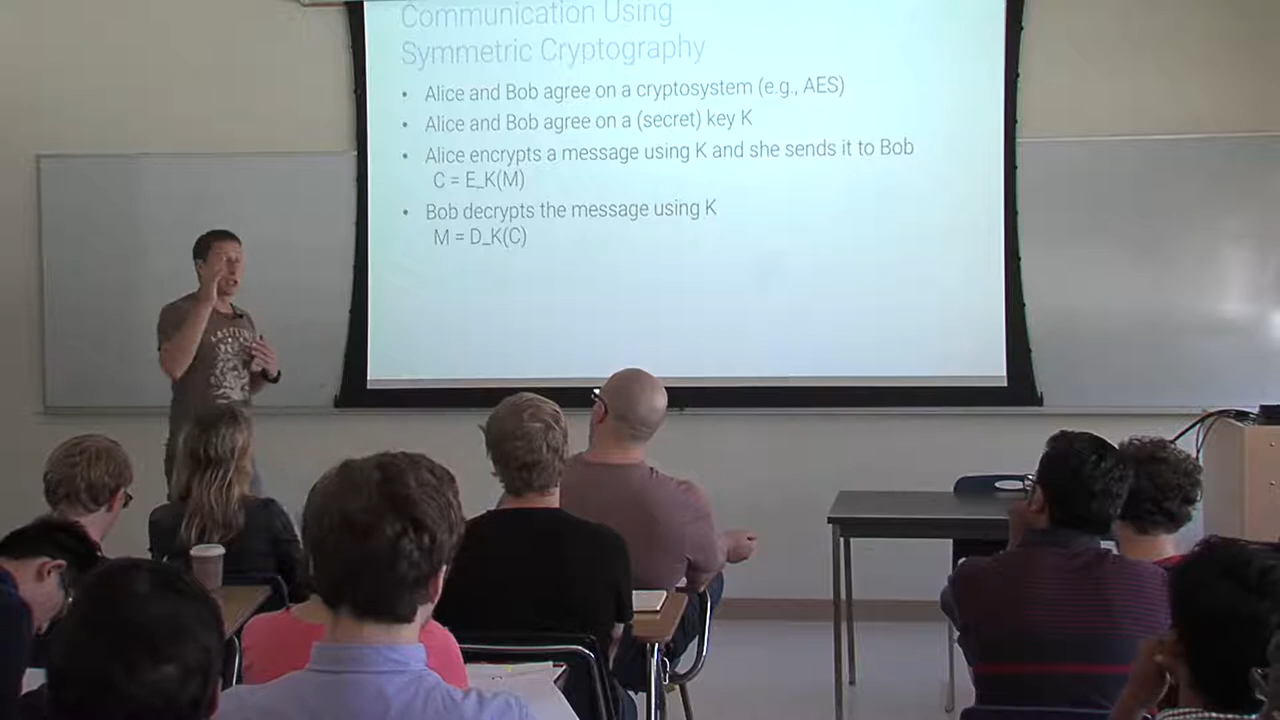 Communication Using
Symmetric Cryptography
• Alice and Bob agree on a cryptosystem (e.g., AES)
• Alice and Bob agree on a (secret) key K
• Alice encrypts a message using K and she sends it to Bob
C = E_K(M)
• Bob decrypts the message using K
M = D_K(C)